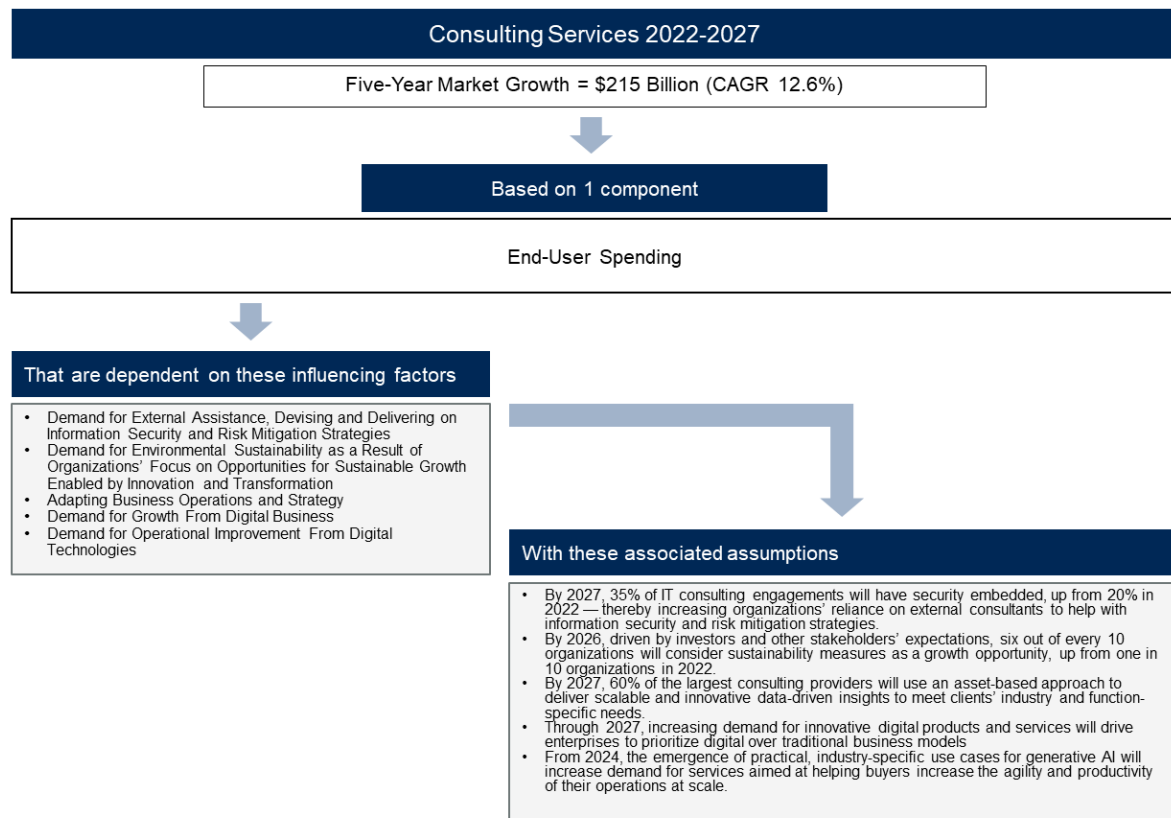 Consulting Services 2022-2027
Five-Year Market Growth = $215 Billion (CAGR 12.6%)
Based on 1 component
End-User Spending
That are dependent on these influencing factors
• Demand for External Assistance, Devising and Delivering on
Information Security and Risk Mitigation Strategies
• Demand for Environmental Sustainability as a Result of
Organizations’ Focus on Opportunities for Sustainable Growth
Enabled by Innovation and Transformation
• Adapting Business Operations and Strategy
• Demand for Growth From Digital Business
• Demand for Operational Improvement From Digital
Technologies
With these associated assumptions
• By 2027, 35% of IT consulting engagements will have security embedded, up from 20% in
2022 — thereby increasing organizations’ reliance on external consultants to help with
information security and risk mitigation strategies.
• By 2026, driven by investors and other stakeholders’ expectations, six out of every 10
organizations will consider sustainability measures as a growth opportunity, up from one in
10 organizations in 2022.
• By 2027, 60% of the largest consulting providers will use an asset-based approach to
deliver scalable and innovative data-driven insights to meet clients’ industry and function-
specific needs.
• Through 2027, increasing demand for innovative digital products and services will drive
enterprises to prioritize digital over traditional business models
• From 2024, the emergence of practical, industry-specific use cases for generative AI will
increase demand for services aimed at helping buyers increase the agility and productivity
of their operations at scale.